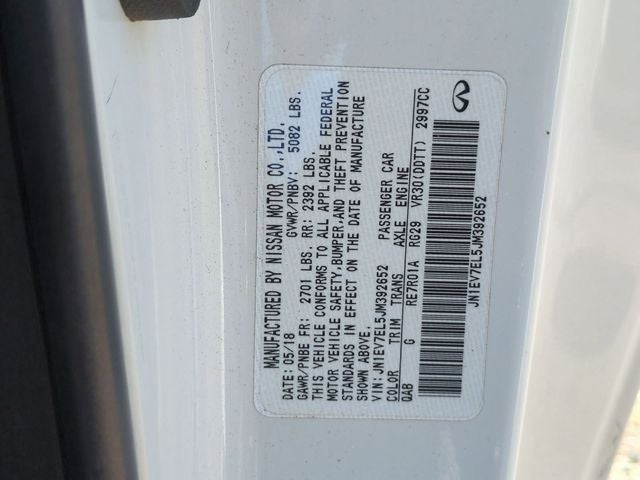 MANUFACTURED BY NISSAN MOTOR CO.,LTD.
DATE: 05/18 GVWR/PNBV: 5082 LBS.
GAWR/PNBE FR: 2701 LBS. RR: 2392 LBS.
THIS VEHICLE CONFORMS TO ALL APPLICABLE FEDERAL
MOTOR VEHICLE SAFETY, BUMPER, AND THEFT PREVENTION
STANDARDS IN EFFECT ON THE DATE OF MANUFACTURE
SHOWN ABOVE.
VIN: JN1EV7EL5JM392652 PASSENGER CAR
COLOR TRIM TRANS AXLE ENGINE
QAB G RE7R01A RG29 VR30(DDTT) 2997CC
JN1EV7EL5JM392652